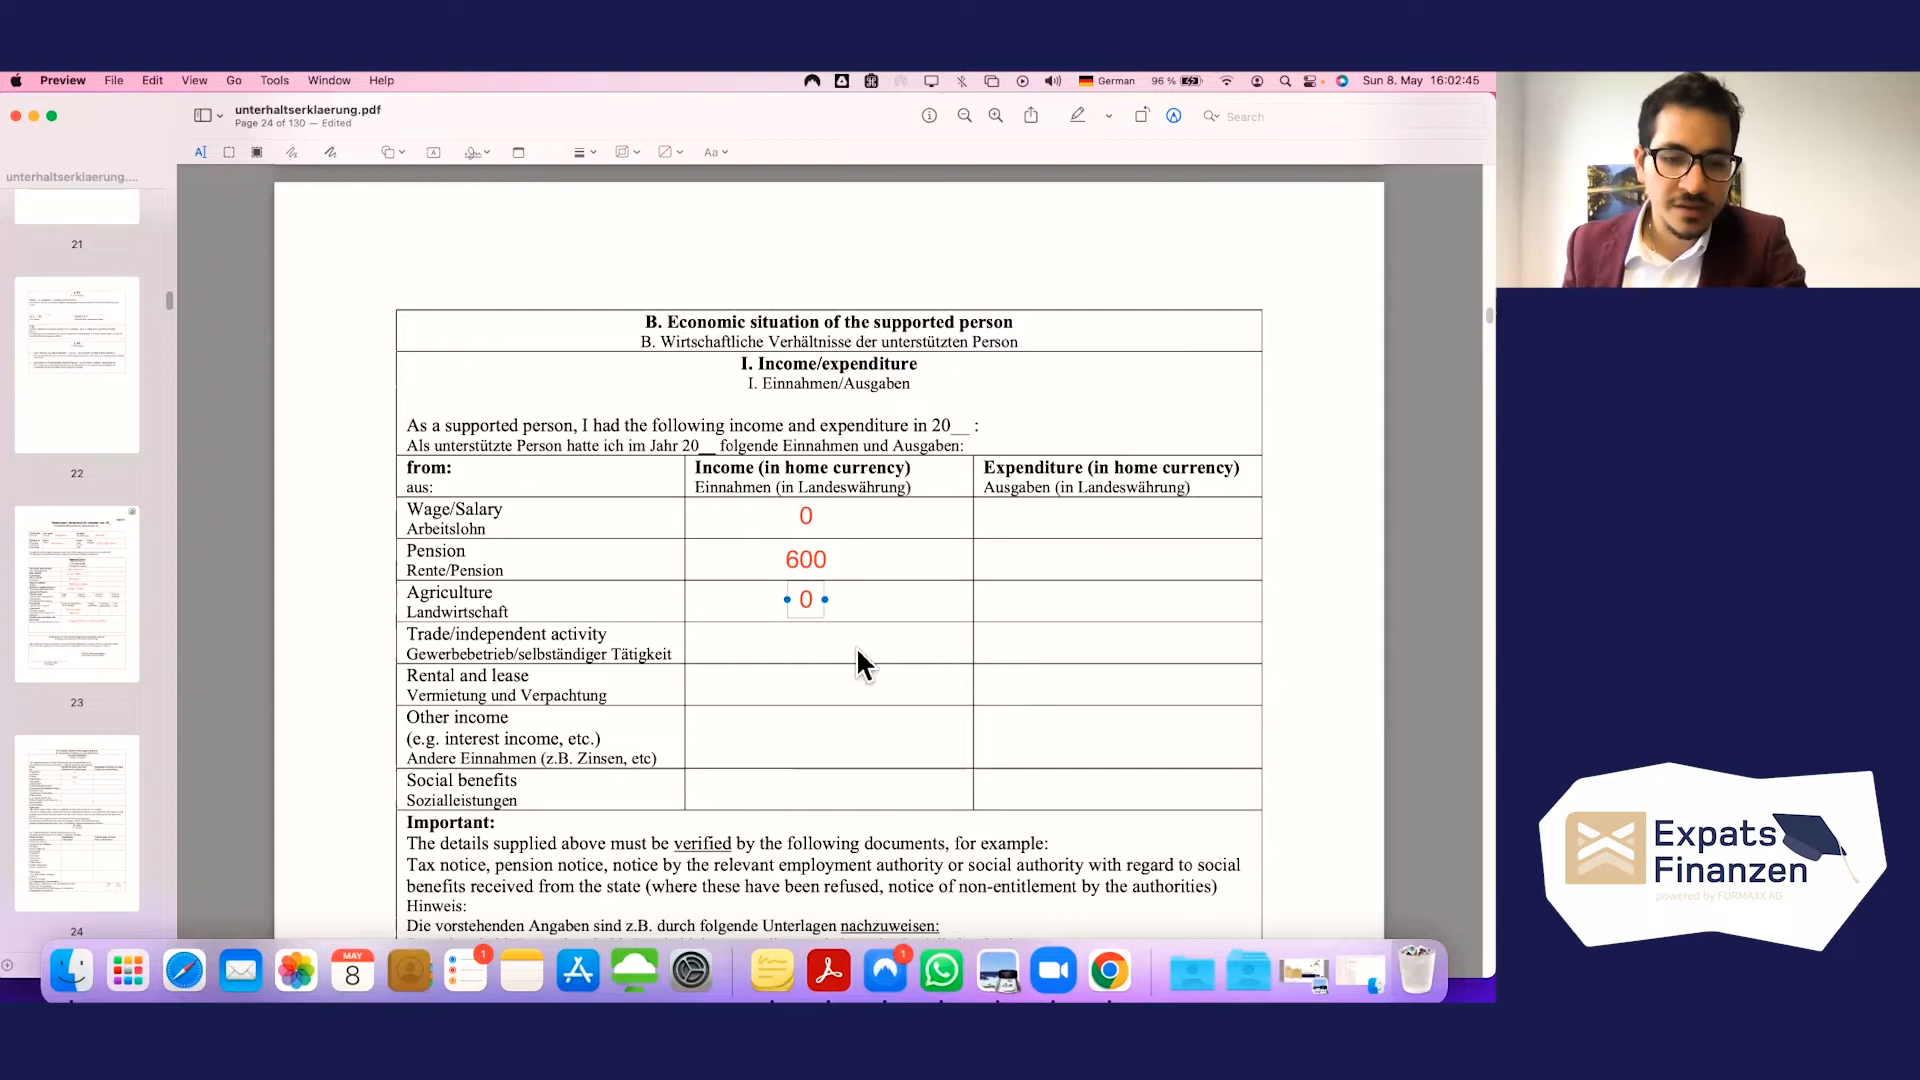 Preview File Edit View Go Tools Window Help
German 96 % Sun 8. May 16:02:45
unterhaltserklaerung.pdf
Page 24 of 130 — Edited
Search
Aa
unterhaltserklaerung....
21
22
23
24
B. Economic situation of the supported person
B. Wirtschaftliche Verhältnisse der unterstützten Person
I. Income/expenditure
I. Einnahmen/Ausgaben
As a supported person, I had the following income and expenditure in 20__ :
Als unterstützte Person hatte ich im Jahr 20__ folgende Einnahmen und Ausgaben:
from: Income (in home currency) Expenditure (in home currency)
aus: Einnahmen (in Landeswährung) Ausgaben (in Landeswährung)
Wage/Salary
Arbeitslohn
0
Pension
Rente/Pension
600
Agriculture
Landwirtschaft
0
Trade/independent activity
Gewerbebetrieb/selbständiger Tätigkeit
Rental and lease
Vermietung und Verpachtung
Other income
(e.g. interest income, etc.)
Andere Einnahmen (z.B. Zinsen, etc)
Social benefits
Sozialleistungen
Important:
The details supplied above must be verified by the following documents, for example:
Tax notice, pension notice, notice by the relevant employment authority or social authority with regard to social
benefits received from the state (where these have been refused, notice of non-entitlement by the authorities)
Hinweis:
Die vorstehenden Angaben sind z.B. durch folgende Unterlagen nachzuweisen:
MAY
8
1
1
Expats
Finanzen
powered by FORMAXX AG